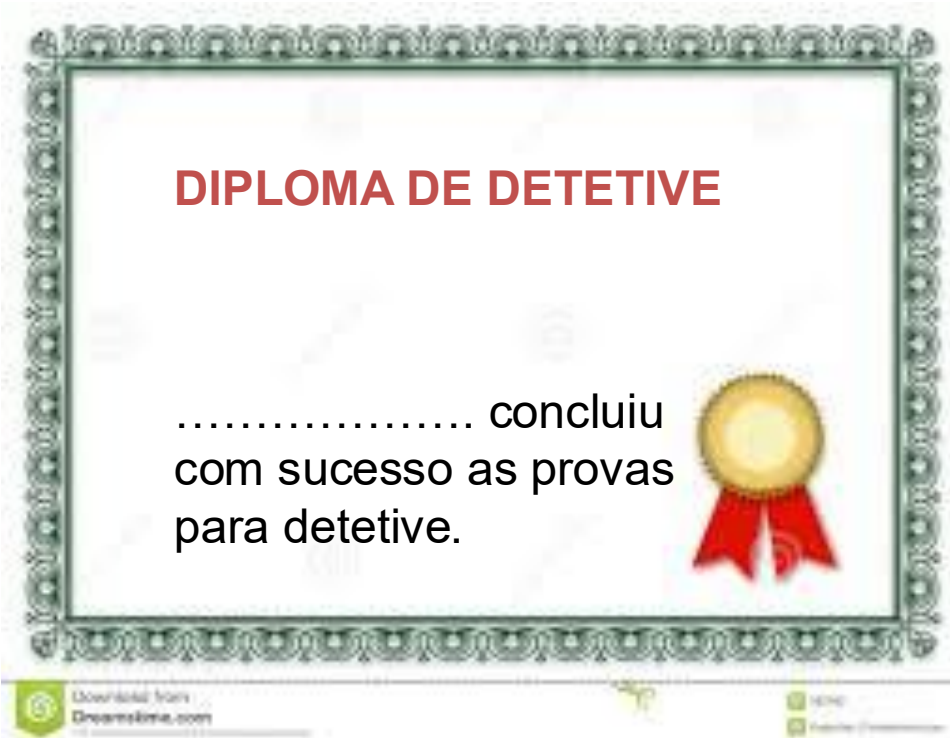 DIPLOMA DE DETETIVE
……………….. concluiu
com sucesso as provas
para detetive.
Download from
Dreamstime.com